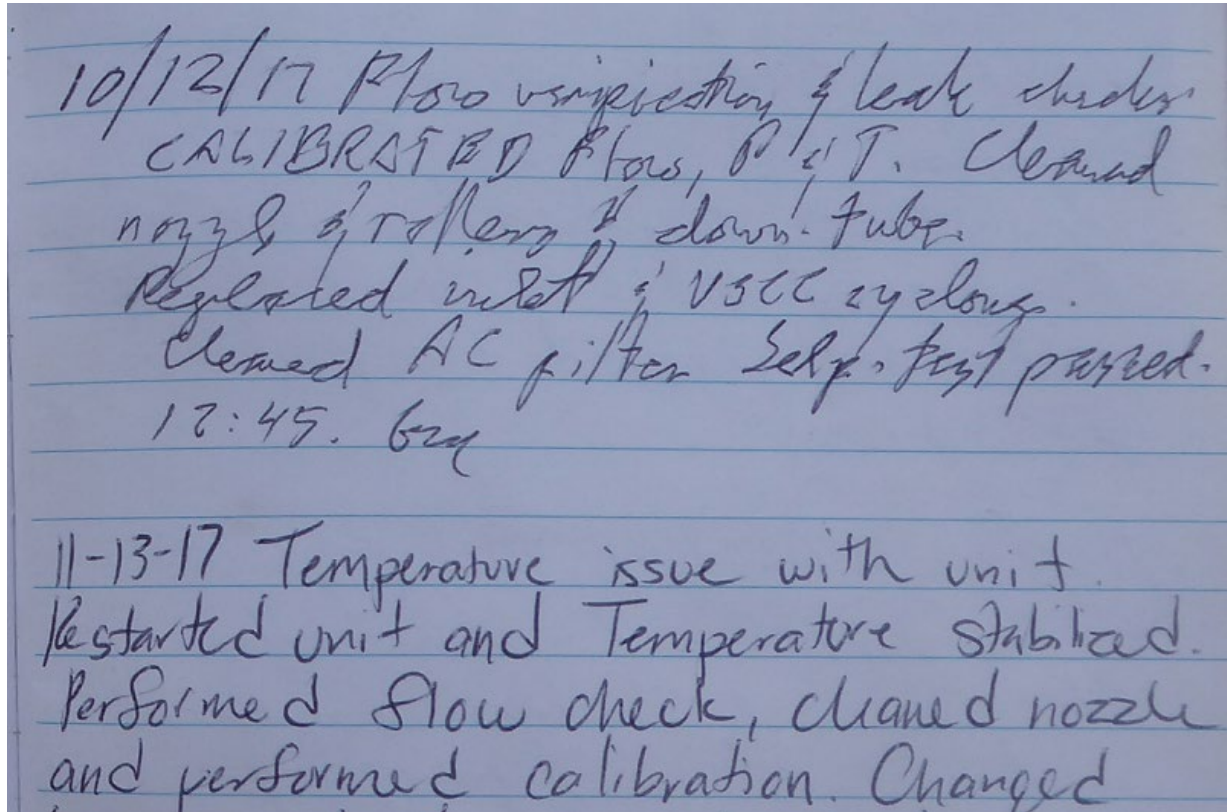 10/12/17 Flow verification & leak checks
CALIBRATED Flow, P & T. Cleaned
nozzle & rollers & down-tube.
inlet & VSCC cyclone.
Cleaned AC filter Self-test passed.
12:45.
11-13-17 Temperature issue with unit.
Restarted unit and Temperature stabilized.
Performed flow check, cleaned nozzle
and performed calibration. Changed